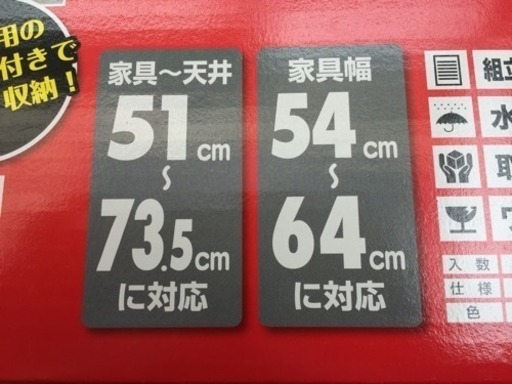 用の
付きで
収納！
家具～天井
51cm
～
73.5cm
に対応
家具幅
54cm
～
64cm
に対応
組立
水
取
入数
仕様
色